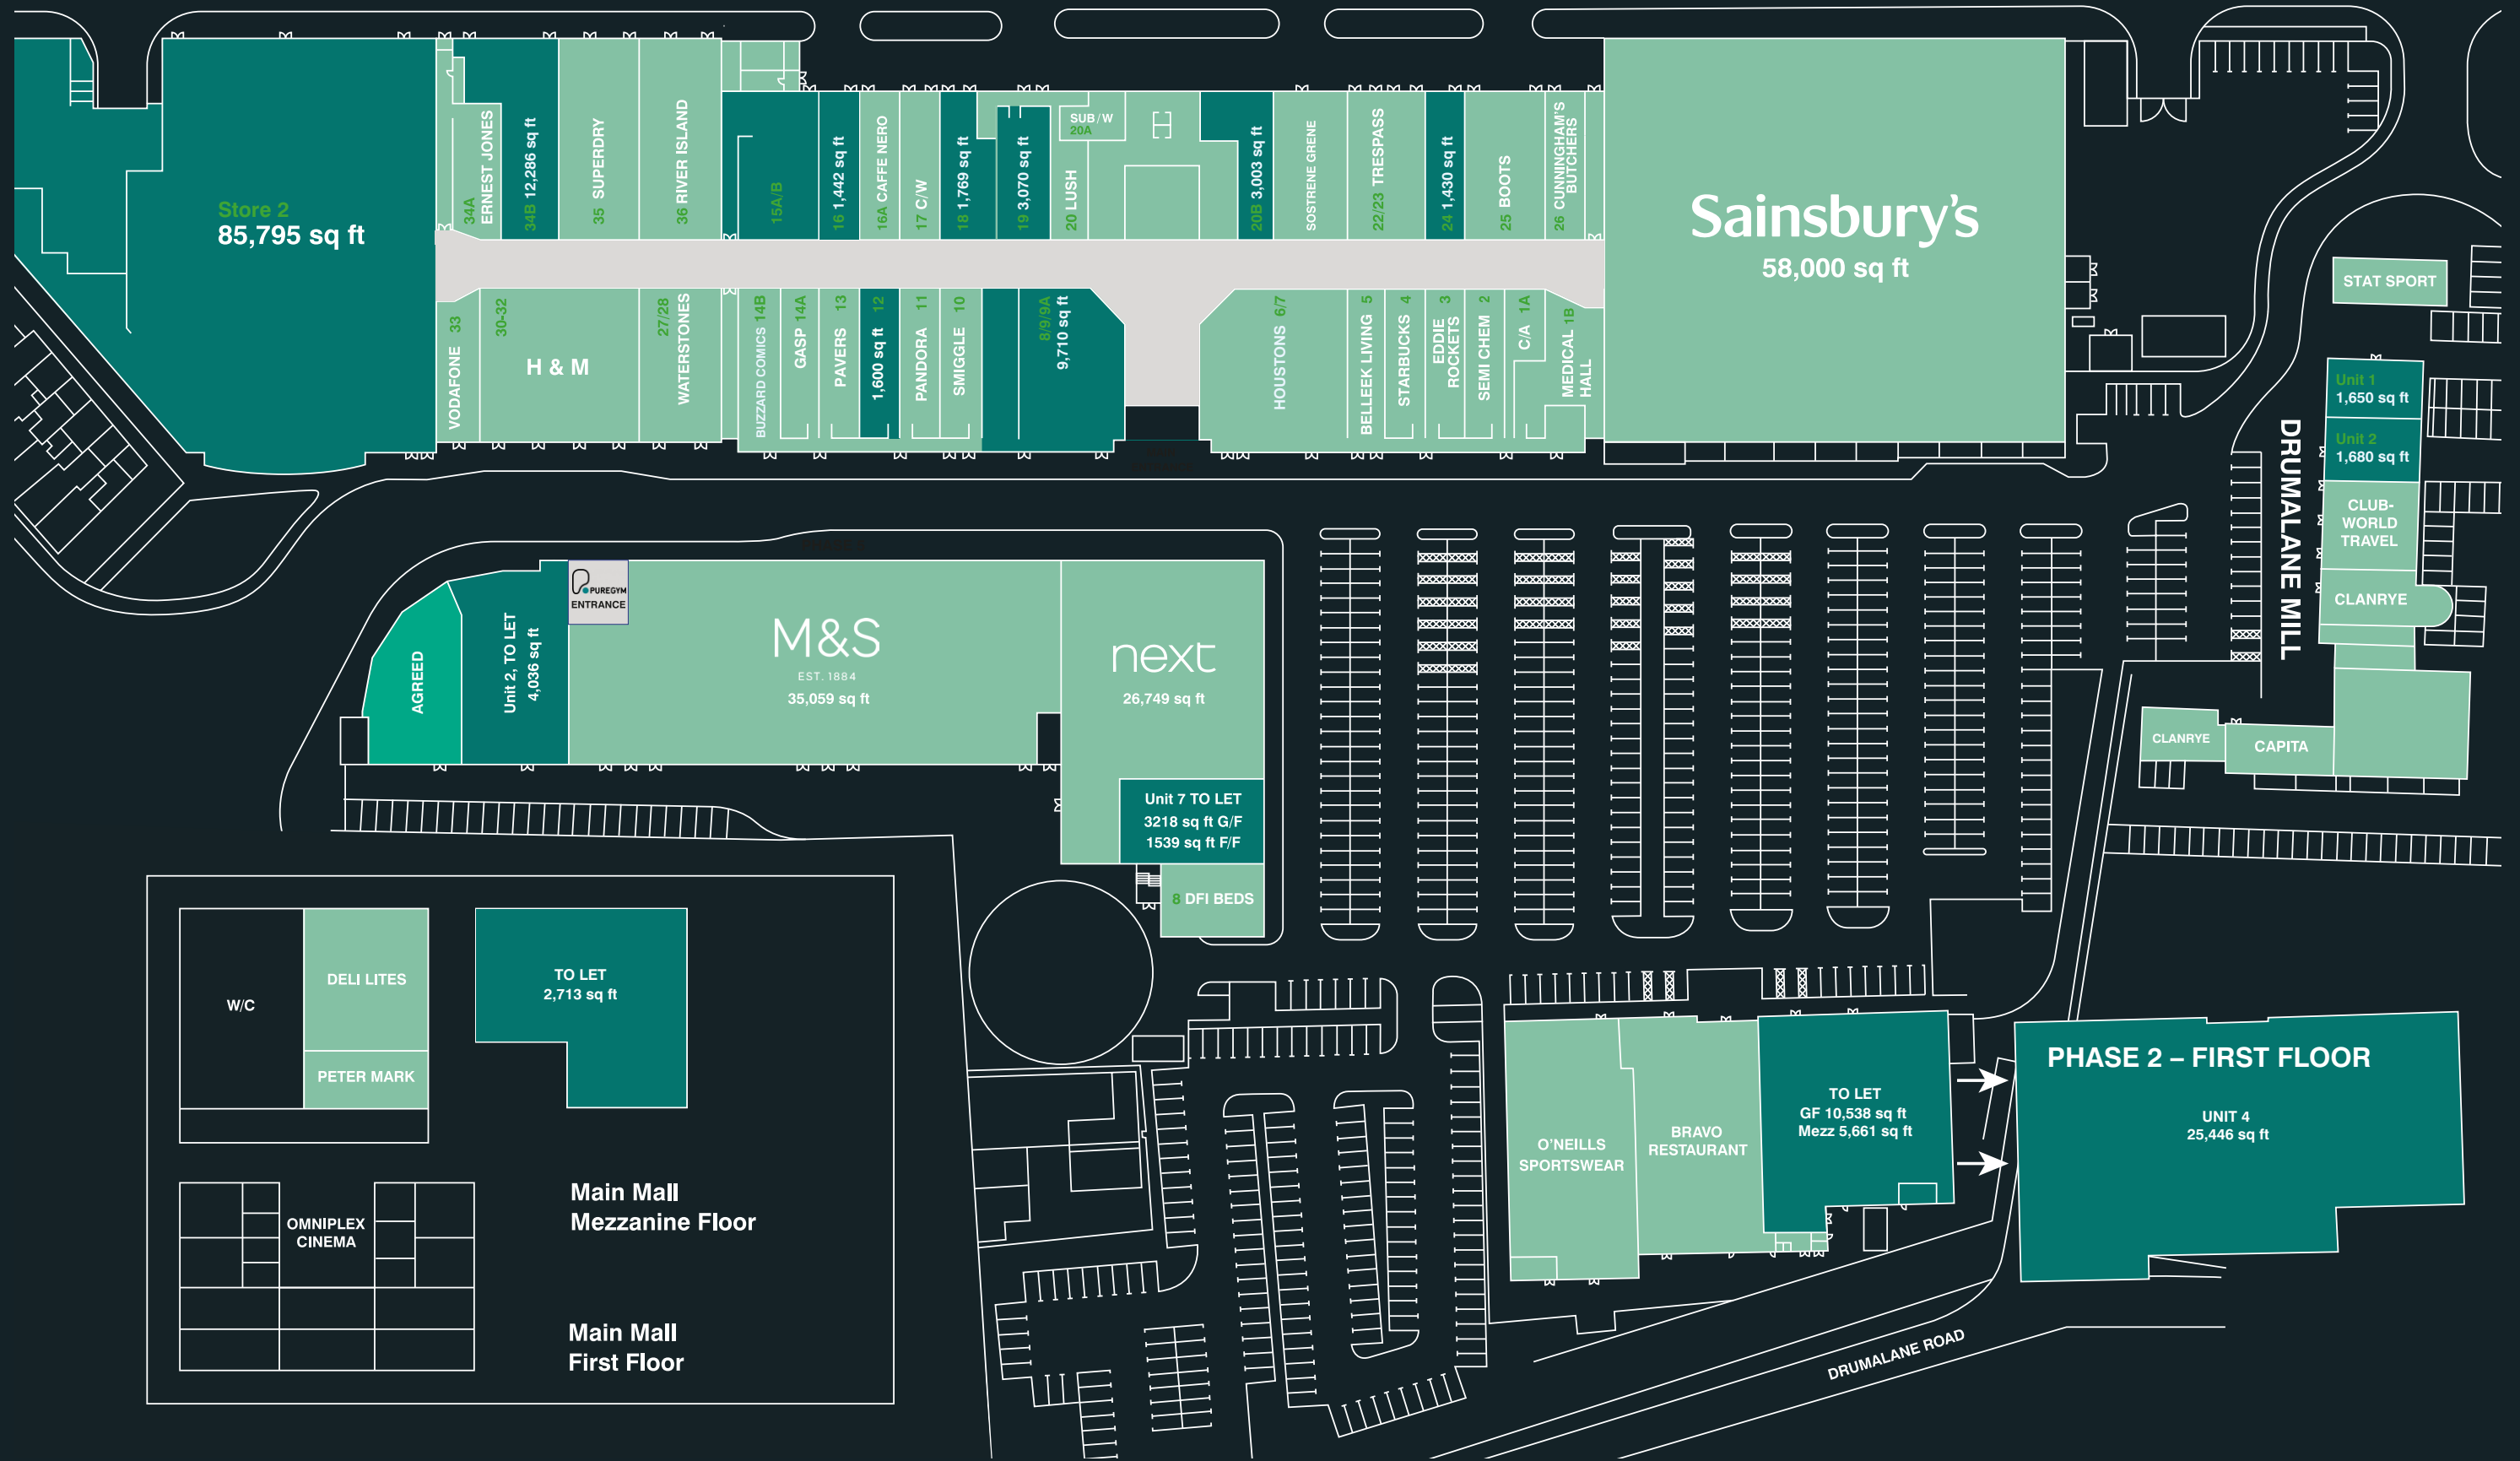 Store 2
85,795 sq ft
34A
ERNEST JONES
34B 12,286 sq ft
35 SUPERDRY
36 RIVER ISLAND
15A/B
16 1,442 sq ft
16A CAFFE NERO
17 C/W
18 1,769 sq ft
19 3,070 sq ft
20 LUSH
SUB/W
20A
20B 3,003 sq ft
SOSTRENE GRENE
22/23 TRESPASS
24 1,430 sq ft
25 BOOTS
26 CUNNINGHAM'S
BUTCHERS
Sainsbury's
58,000 sq ft
VODAFONE 33
30-32
H & M
WATERSTONES 27/28
BUZZARD COMICS 14B
GASP 14A
PAVERS 13
1,600 sq ft 12
PANDORA 11
SMIGGLE 10
8/9/9A
9,710 sq ft
HOUSTONS 6/7
BELLEEK LIVING 5
STARBUCKS 4
EDDIE
ROCKETS
3
SEMI CHEM 2
C/A 1A
MEDICAL 1B
HALL
STAT SPORT
Unit 1
1,650 sq ft
Unit 2
1,680 sq ft
CLUB-
WORLD
TRAVEL
CLANRYE
DRUMALANE MILL
CLANRYE
CAPITA
AGREED
Unit 2, TO LET
4,036 sq ft
PUREGYM
ENTRANCE
M&S
EST. 1884
35,059 sq ft
next
26,749 sq ft
Unit 7 TO LET
3218 sq ft G/F
1539 sq ft F/F
8 DFI BEDS
W/C
DELI LITES
PETER MARK
TO LET
2,713 sq ft
Main Mall
Mezzanine Floor
OMNIPLEX
CINEMA
Main Mall
First Floor
O'NEILLS
SPORTSWEAR
BRAVO
RESTAURANT
TO LET
GF 10,538 sq ft
Mezz 5,661 sq ft
PHASE 2 – FIRST FLOOR
UNIT 4
25,446 sq ft
DRUMALANE ROAD